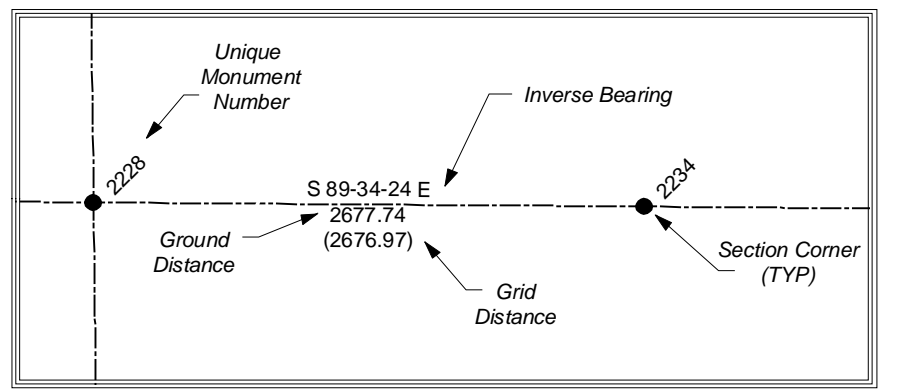 Unique
Monument
Number
Inverse Bearing
2228
S 89-34-24 E
2234
2677.74
(2676.97)
Ground
Distance
Section Corner
(TYP)
Grid
Distance